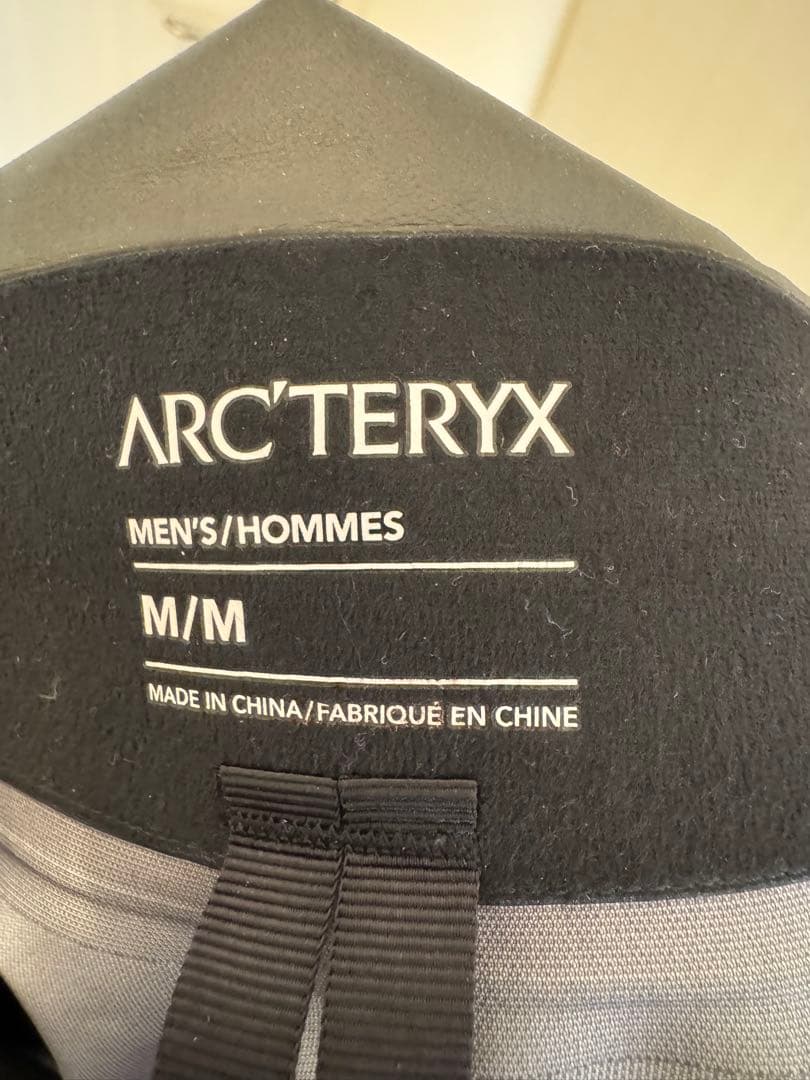 ARC'TERYX
MEN'S/HOMMES
M/M
MADE IN CHINA/FABRIQUÉ EN CHINE